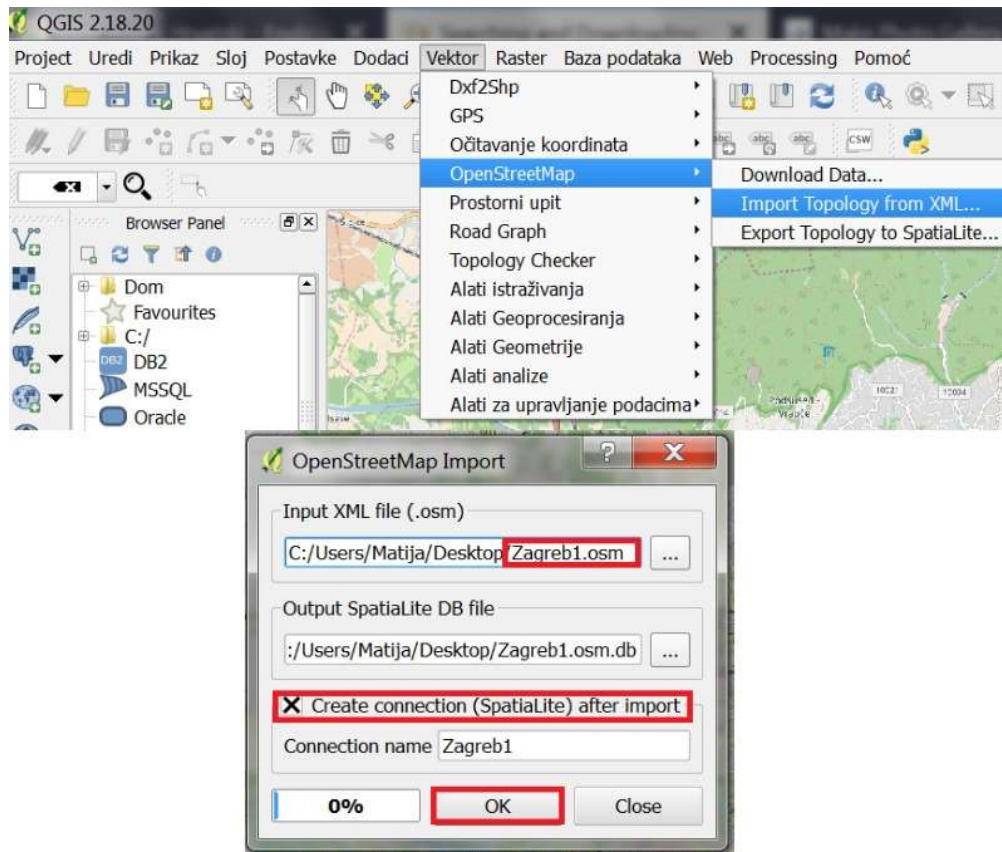 QGIS 2.18.20
Project Uredi Prikaz Sloj Postavke Dodaci Vektor Raster Baza podataka Web Processing Pomoć
Dxf2Shp
GPS
Očitavanje koordinata
OpenStreetMap
Prostorni upit
Road Graph
Topology Checker
Alati istraživanja
Alati Geoprocesiranja
Alati Geometrije
Alati analize
Alati za upravljanje podacima
Download Data...
Import Topology from XML...
Export Topology to SpatiaLite...
abc
abc
CSW
Browser Panel
Dom
Favourites
C:/
DB2
DB2
MSSQL
Oracle
OpenStreetMap Import
Input XML file (.osm)
C:/Users/Matija/Desktop/Zagreb1.osm
...
Output SpatiaLite DB file
:/Users/Matija/Desktop/Zagreb1.osm.db
...
Create connection (SpatiaLite) after import
Connection name Zagreb1
0% OK Close